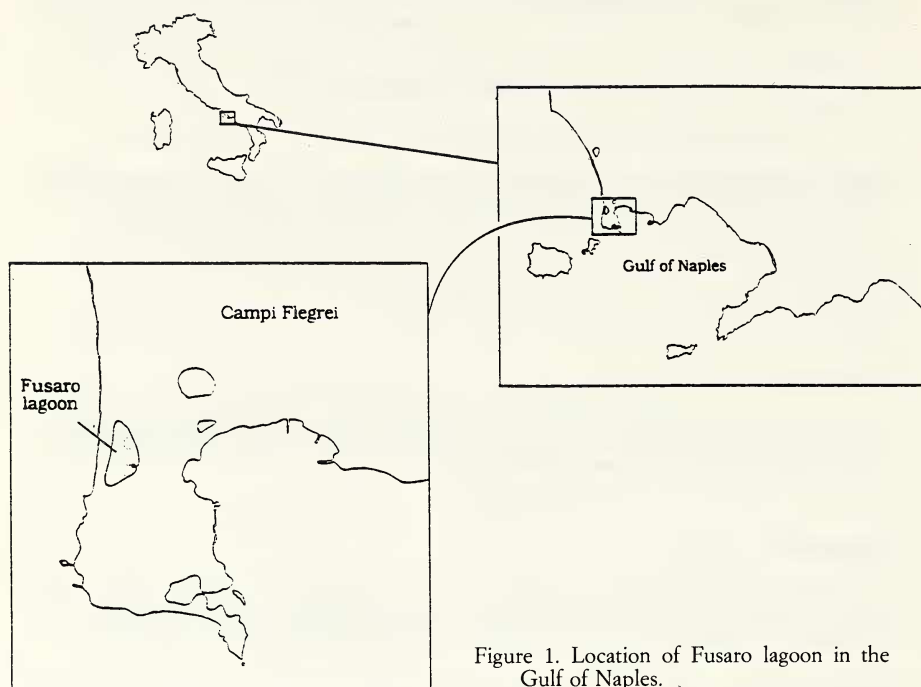 Gulf of Naples
Campi Flegrei
Fusaro
lagoon
Figure 1. Location of Fusaro lagoon in the
Gulf of Naples.